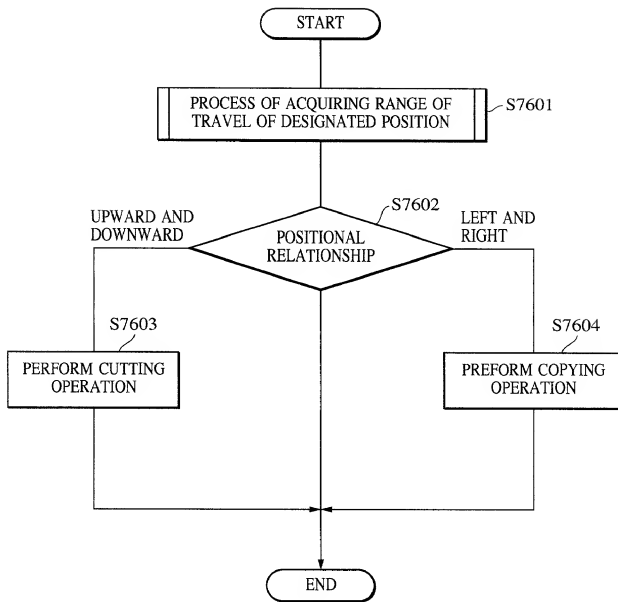 START
PROCESS OF ACQUIRING RANGE OF
TRAVEL OF DESIGNATED POSITION
S7601
S7602
UPWARD AND
DOWNWARD
POSITIONAL
RELATIONSHIP
LEFT AND
RIGHT
S7603
PERFORM CUTTING
OPERATION
S7604
PREFORM COPYING
OPERATION
END